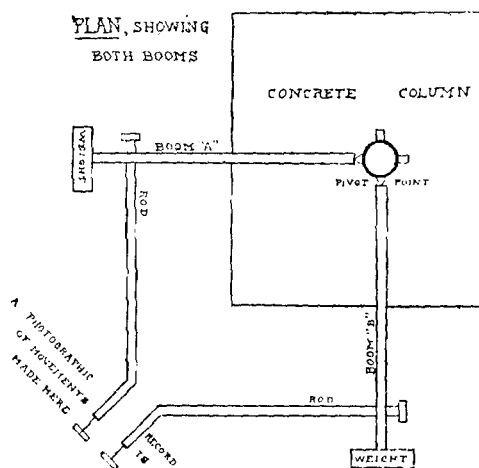 PLAN, SHOWING
BOTH BOOMS
CONCRETE COLUMN
WEIGHT
BOOM "A"
PIVOT POINT
ROD
BOOM "B"
A PHOTOGRAPHIC
RECORD
OF MOVEMENTS
IS
MADE HERE
ROD
WEIGHT